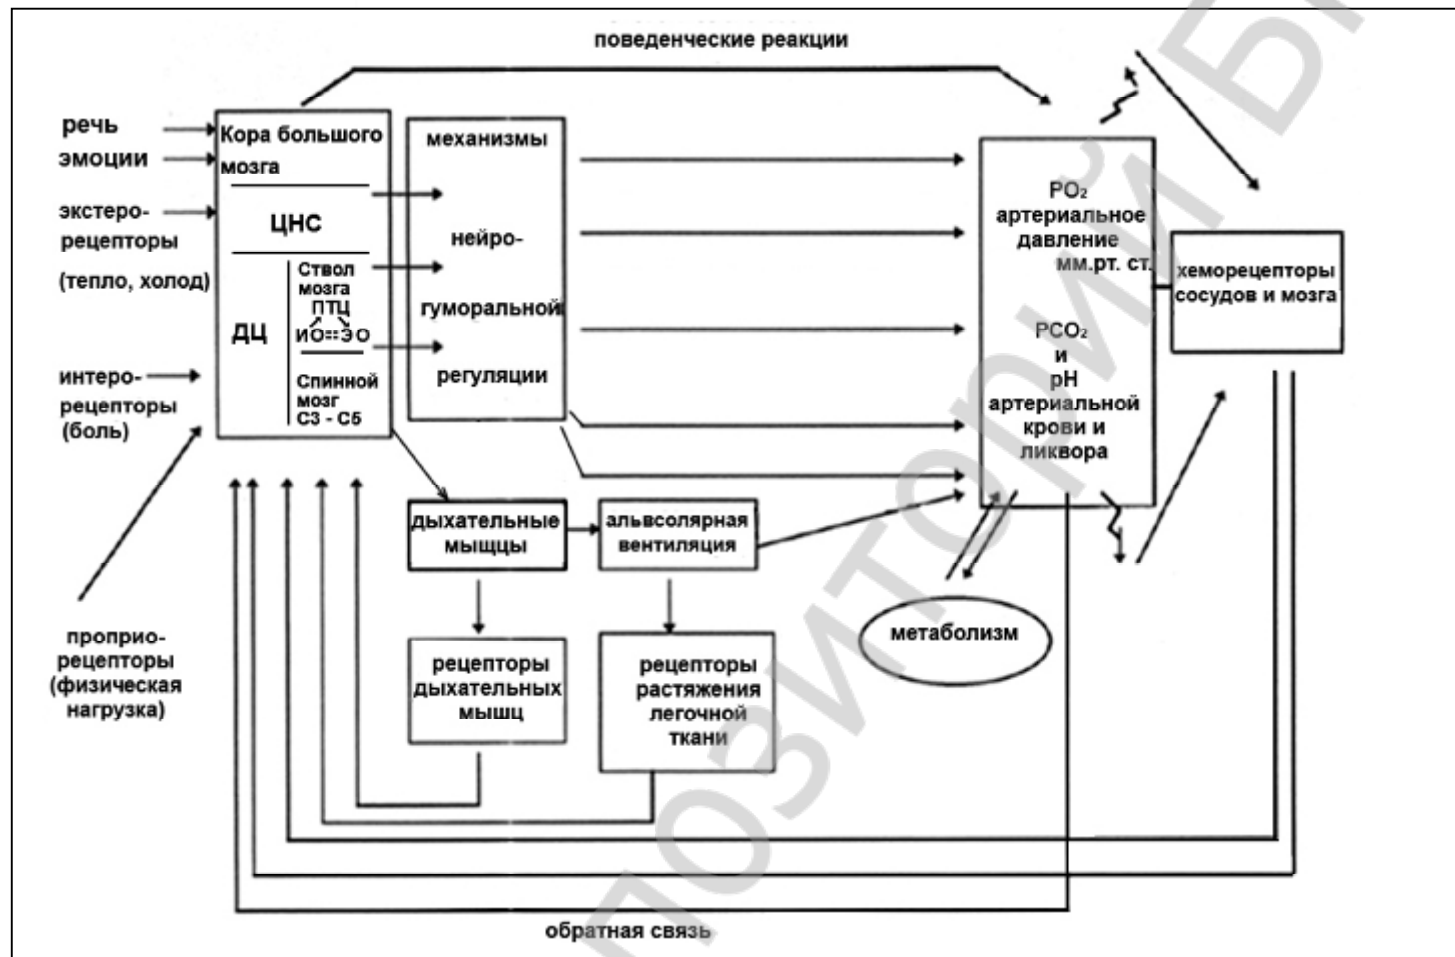 поведенческие реакции
речь
эмоции
экстеро-
рецепторы
(тепло, холод)
интеро-
рецепторы
(боль)
проприо-
рецепторы
(физическая
нагрузка)
Кора большого
мозга
ЦНС
ДЦ
Ствол
мозга
ПТЦ
ИО==ЭО
Спинной
мозг
С3 - С5
механизмы
нейро-
гуморальной
регуляции
PO₂
артериальное
давление
мм.рт. ст.
PCO₂
и
pH
артериальной
крови и
ликвора
хеморецепторы
сосудов и мозга
дыхательные
мыщцы
альвсолярная
вентиляция
рецепторы
дыхательных
мышц
рецепторы
растяжения
легочной
ткани
метаболизм
обратная связь
позиторий БГ